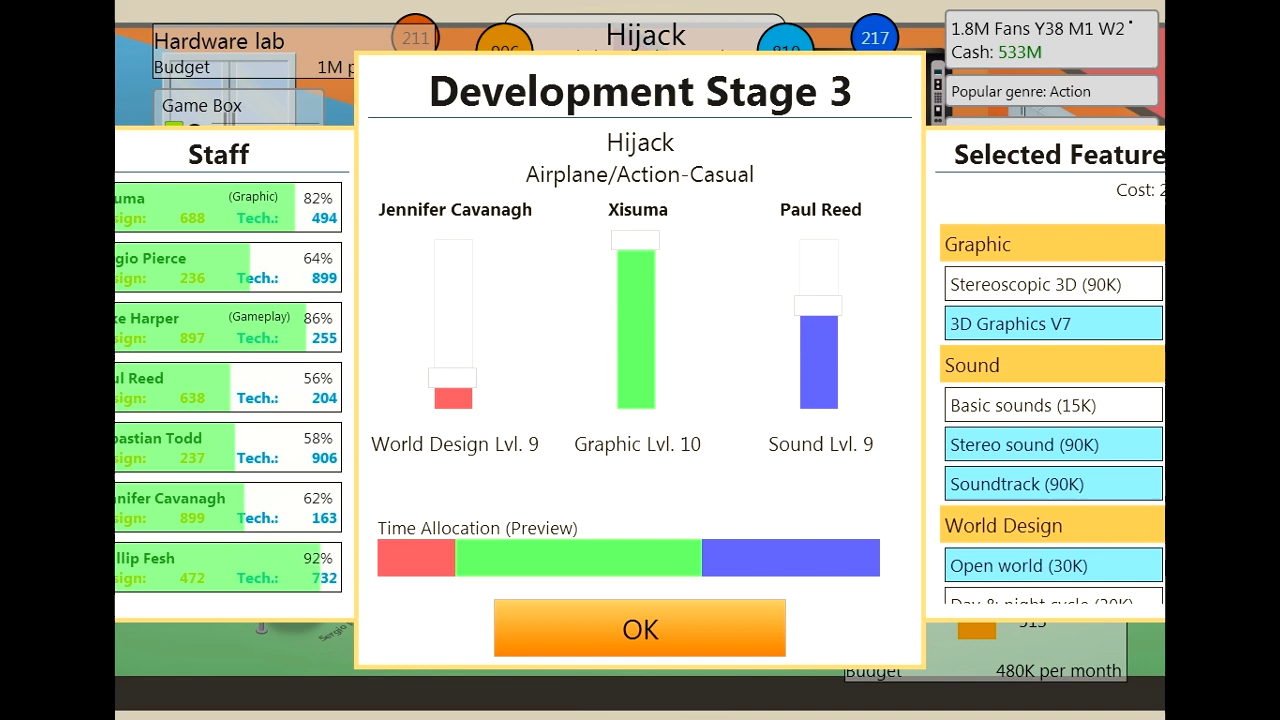 Hardware lab
Budget 1M p
Game Box
211
Hijack
217
1.8M Fans Y38 M1 W2
Cash: 533M
Popular genre: Action
Staff
uma (Graphic) 82%
sign: 688 Tech.: 494
gio Pierce 64%
sign: 236 Tech.: 899
ke Harper (Gameplay) 86%
sign: 897 Tech.: 255
ul Reed 56%
sign: 638 Tech.: 204
bastian Todd 58%
sign: 237 Tech.: 906
nnifer Cavanagh 62%
sign: 899 Tech.: 163
llip Fesh 92%
sign: 472 Tech.: 732
Development Stage 3
Hijack
Airplane/Action-Casual
Jennifer Cavanagh Xisuma Paul Reed
World Design Lvl. 9 Graphic Lvl. 10 Sound Lvl. 9
Time Allocation (Preview)
OK
Selected Feature
Cost: 2
Graphic
Stereoscopic 3D (90K)
3D Graphics V7
Sound
Basic sounds (15K)
Stereo sound (90K)
Soundtrack (90K)
World Design
Open world (30K)
Day & night cycle (30K)
Budget 480K per month